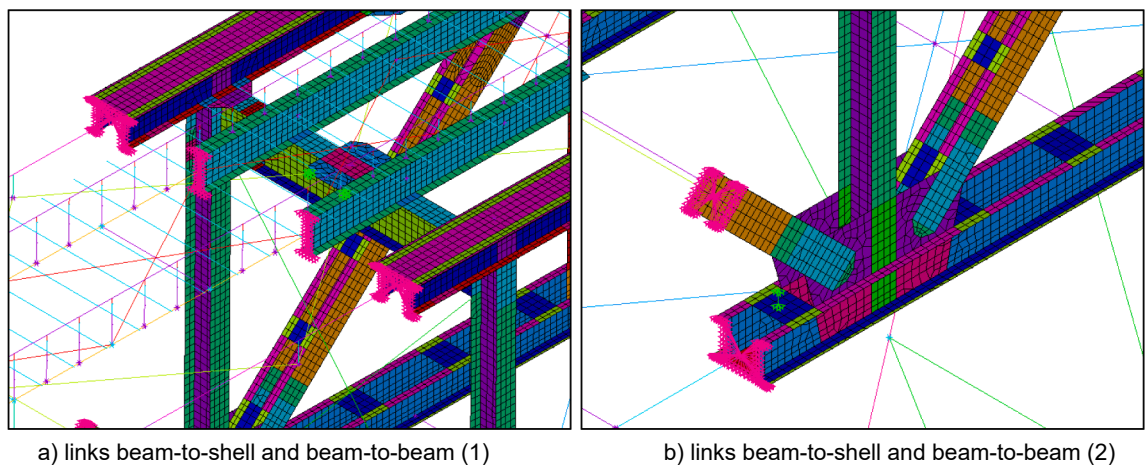 a) links beam-to-shell and beam-to-beam (1)
b) links beam-to-shell and beam-to-beam (2)